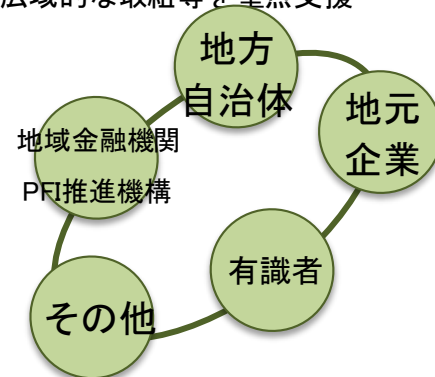 広域的な取組等を重点支援
地方
自治体
地元
企業
地域金融機関
PFI推進機構
有識者
その他